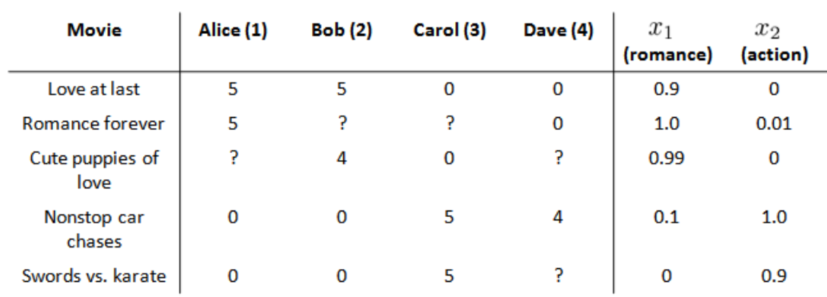 Movie Alice (1) Bob (2) Carol (3) Dave (4) x₁ (romance) x₂ (action)
Love at last 5 5 0 0 0.9 0
Romance forever 5 ? ? 0 1.0 0.01
Cute puppies of love ? 4 0 ? 0.99 0
Nonstop car chases 0 0 5 4 0.1 1.0
Swords vs. karate 0 0 5 ? 0 0.9